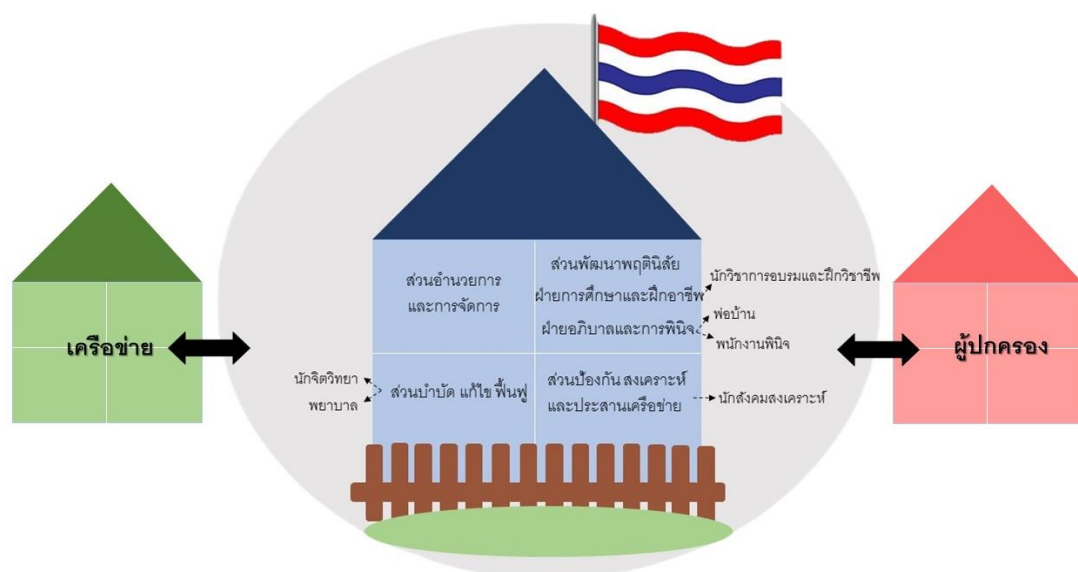 ส่วนอำนวยการ
และการจัดการ
ส่วนพัฒนาพฤตินิสัย
ฝ่ายการศึกษาและฝึกอาชีพ
ฝ่ายอภิบาลและการพินิจ
นักวิชาการอบรมและฝึกวิชาชีพ
พ่อบ้าน
พนักงานพินิจ
เครือข่าย
ผู้ปกครอง
นักจิตวิทยา
พยาบาล
ส่วนบำบัด แก้ไข ฟื้นฟู
ส่วนป้องกัน สงเคราะห์
และประสานเครือข่าย
นักสังคมสงเคราะห์